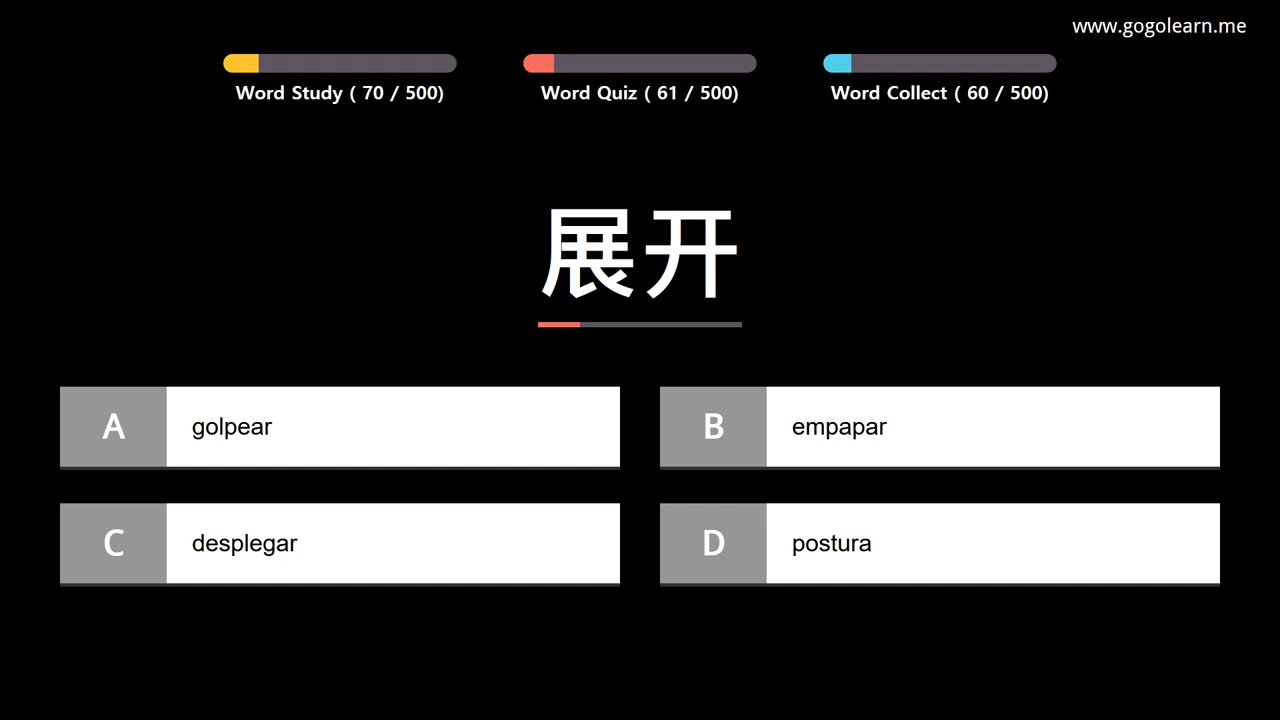 www.gogolearn.me
Word Study ( 70 / 500)
Word Quiz ( 61 / 500)
Word Collect ( 60 / 500)
展开
A golpear
B empapar
C desplegar
D postura